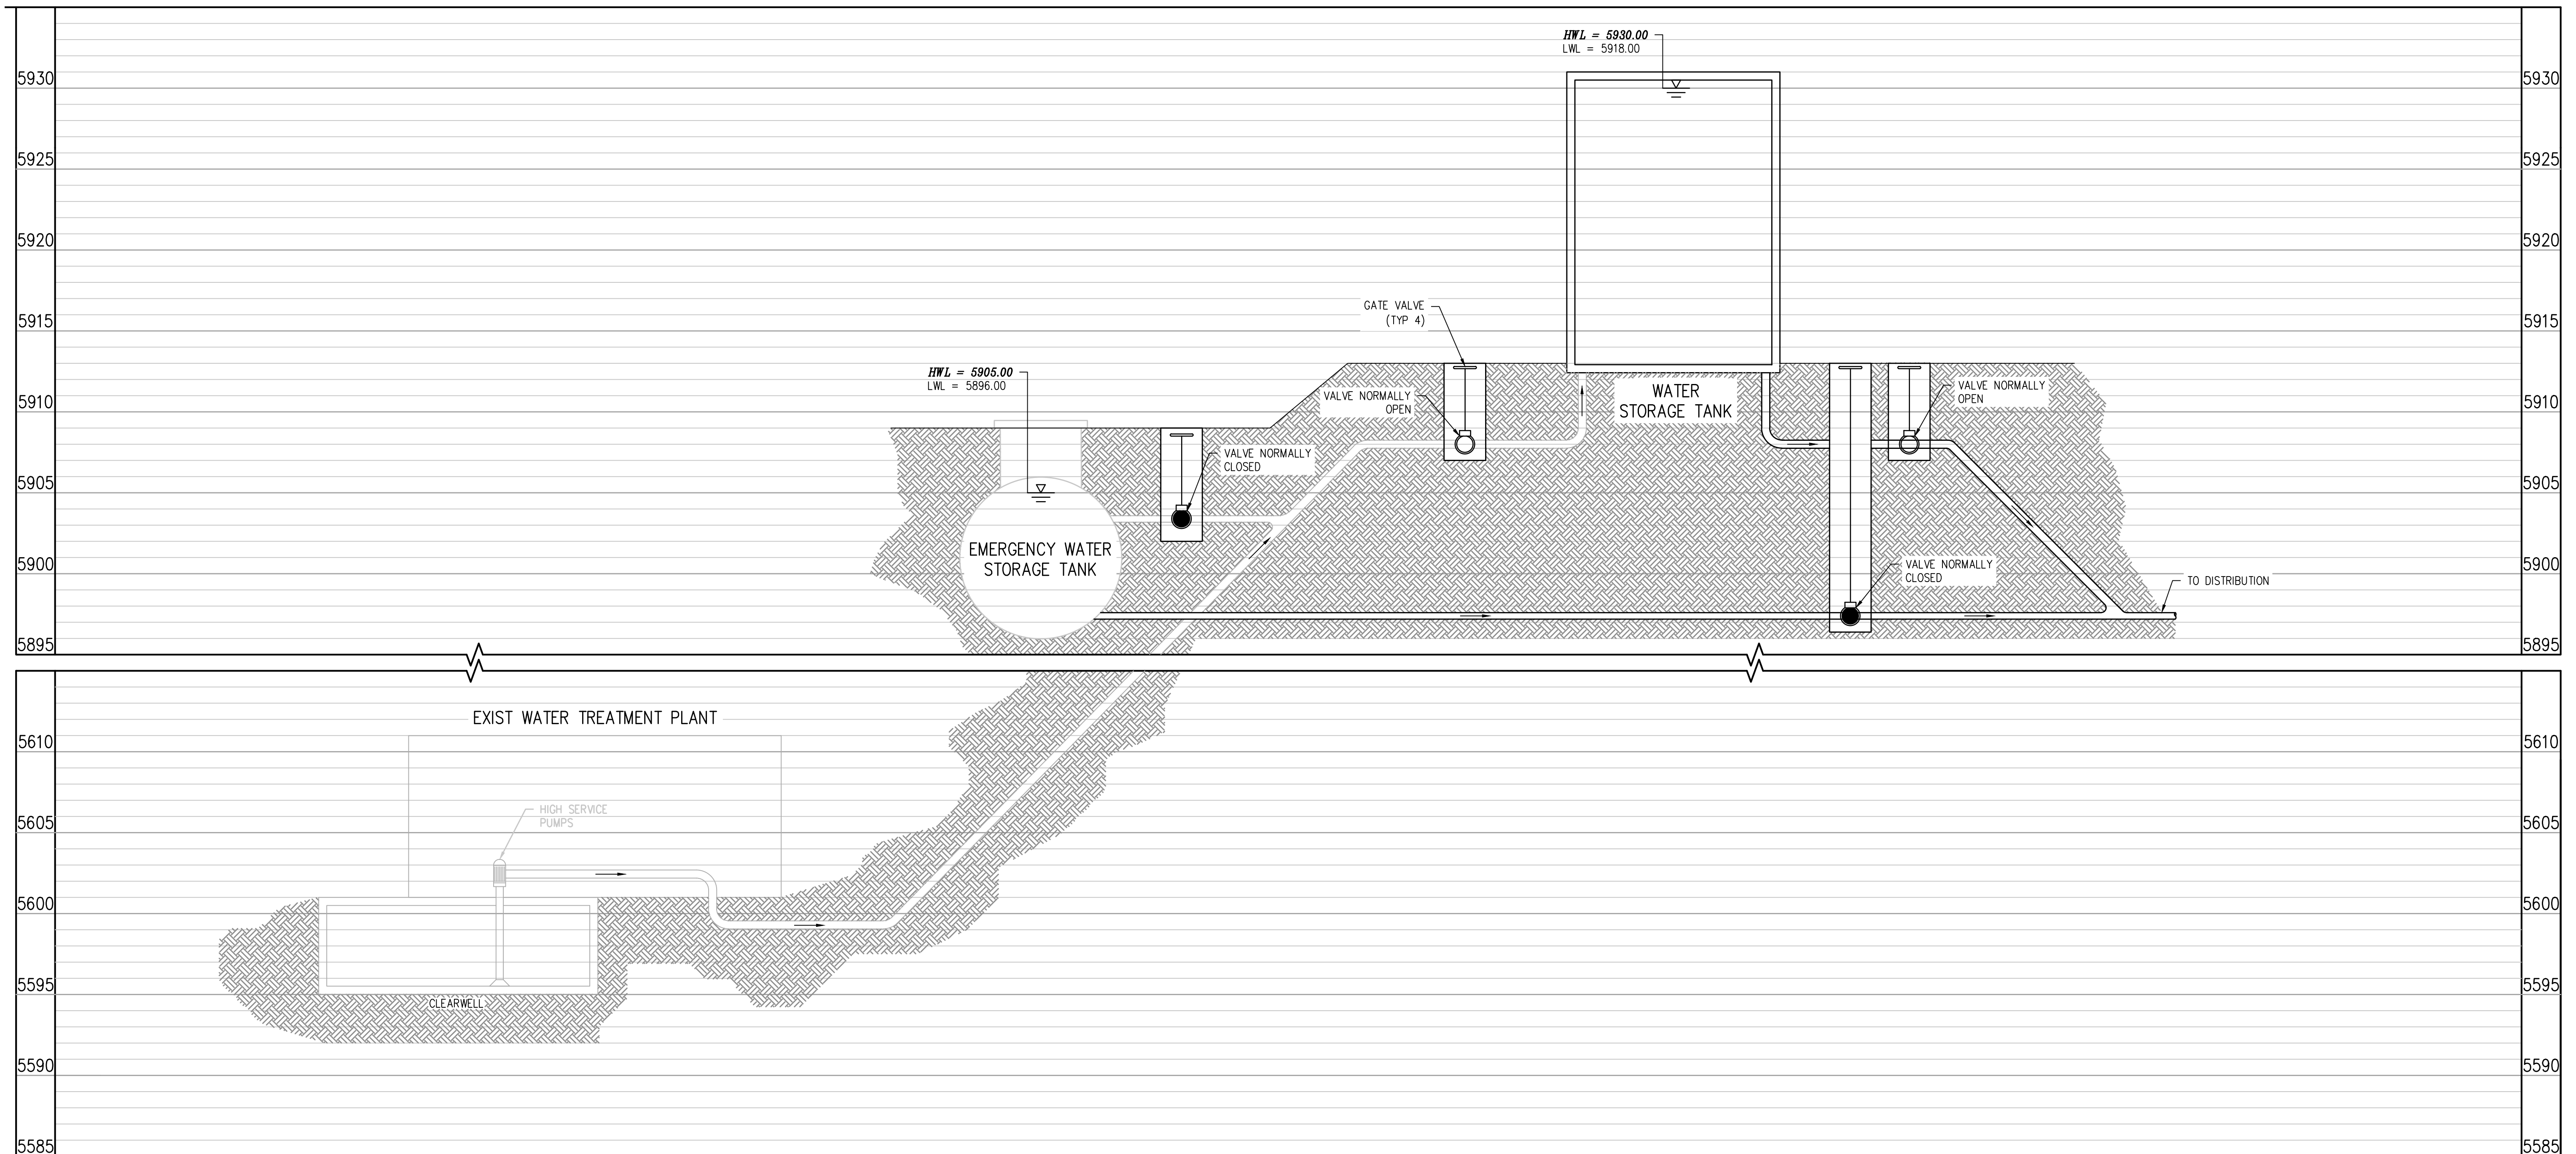 HWL = 5930.00
LWL = 5918.00
5930
5930
5925
5925
5920
5920
5915
5915
GATE VALVE
(TYP 4)
HWL = 5905.00
LWL = 5896.00
5910
5910
VALVE NORMALLY
OPEN
WATER
STORAGE TANK
VALVE NORMALLY
OPEN
VALVE NORMALLY
CLOSED
5905
5905
EMERGENCY WATER
STORAGE TANK
5900
5900
VALVE NORMALLY
CLOSED
TO DISTRIBUTION
5895
5895
EXIST WATER TREATMENT PLANT
5610
5610
HIGH SERVICE
PUMPS
5605
5605
5600
5600
5595
5595
CLEARWELL
5590
5590
5585
5585